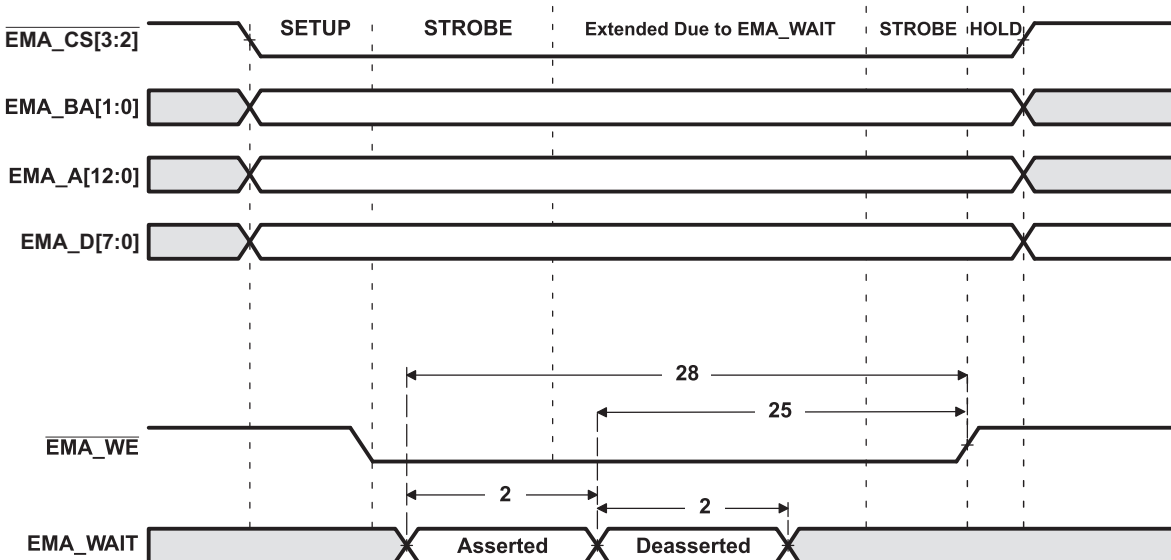 SETUP STROBE Extended Due to EMA_WAIT STROBE HOLD
EMA_CS[3:2]
EMA_BA[1:0]
EMA_A[12:0]
EMA_D[7:0]
28
25
EMA_WE
2
2
EMA_WAIT Asserted Deasserted